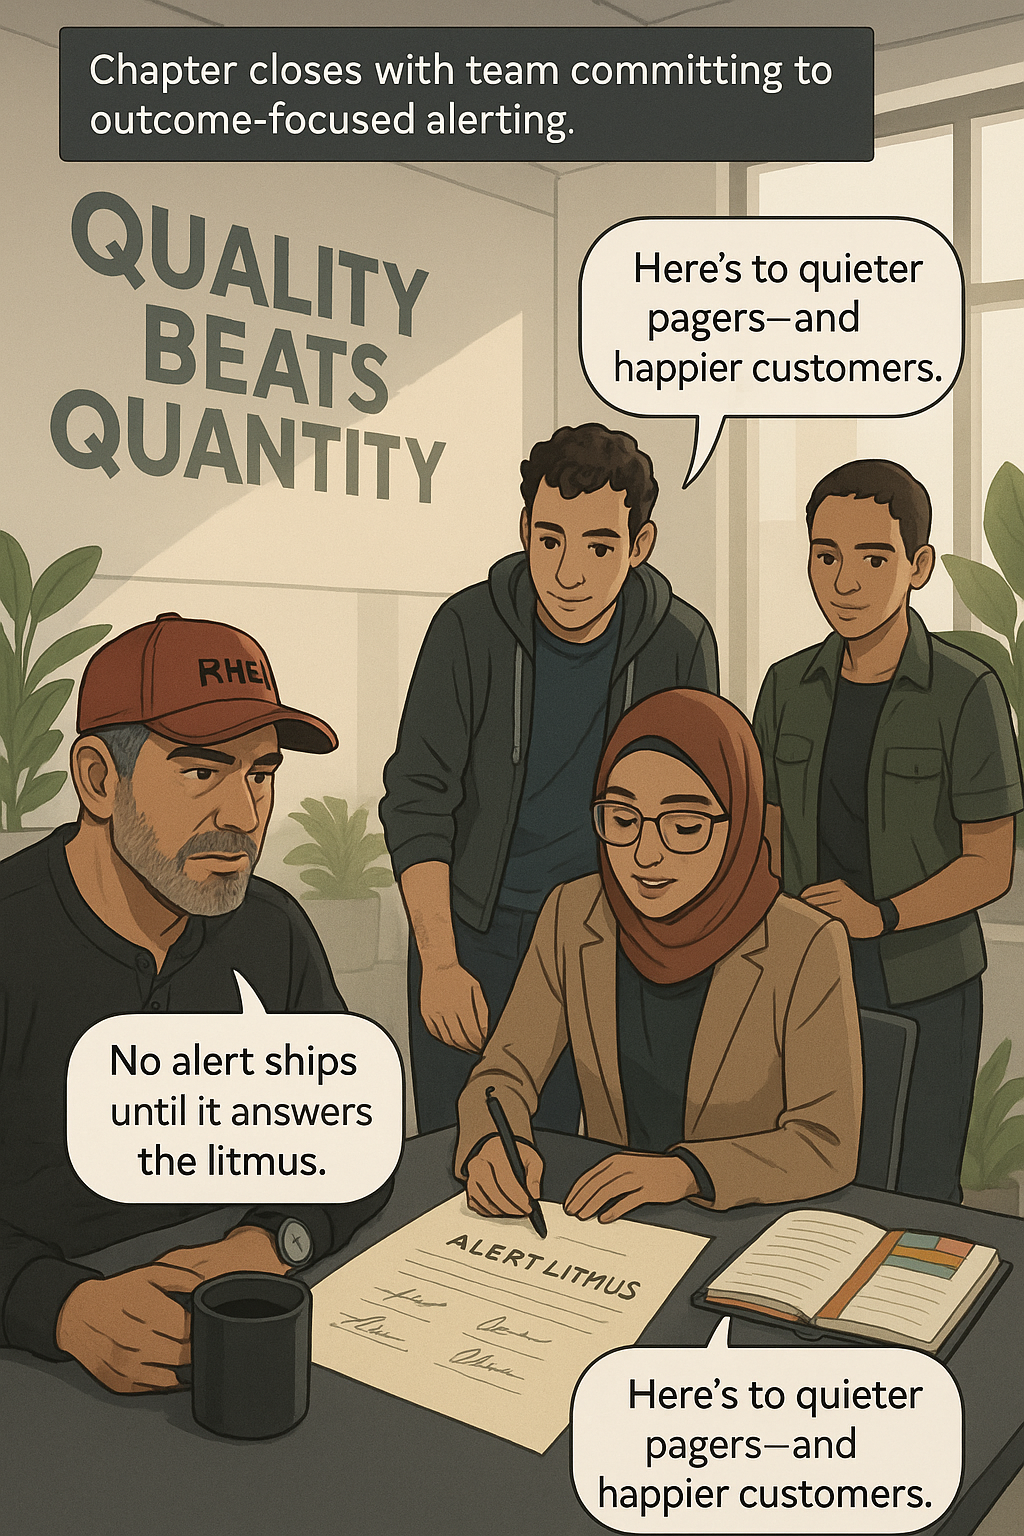 Chapter closes with team committing to
outcome-focused alerting.
QUALITY
BEATS
QUANTITY
Here's to quieter
pagers—and
happier customers.
RHEI
No alert ships
until it answers
the litmus.
ALERT LITMUS
Here's to quieter
pagers—and
happier customers.